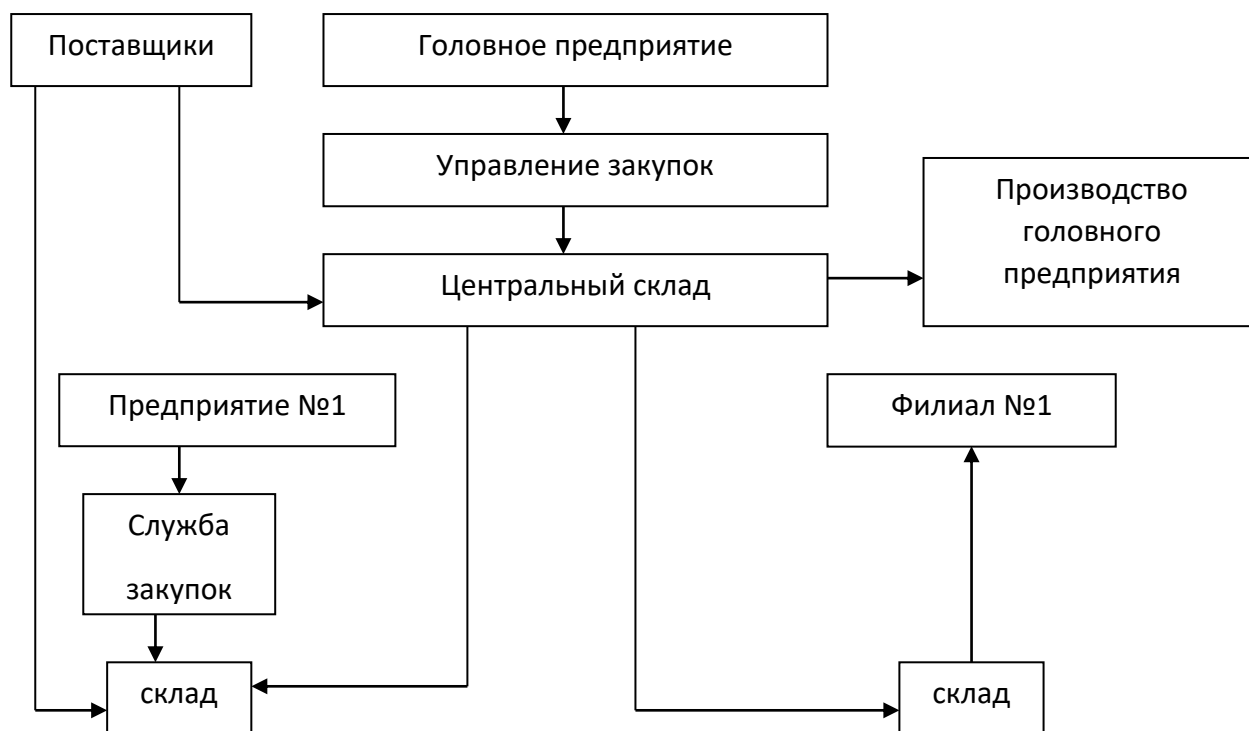 Поставщики
Головное предприятие
Управление закупок
Производство
головного
предприятия
Центральный склад
Предприятие №1
Филиал №1
Служба
закупок
склад
склад